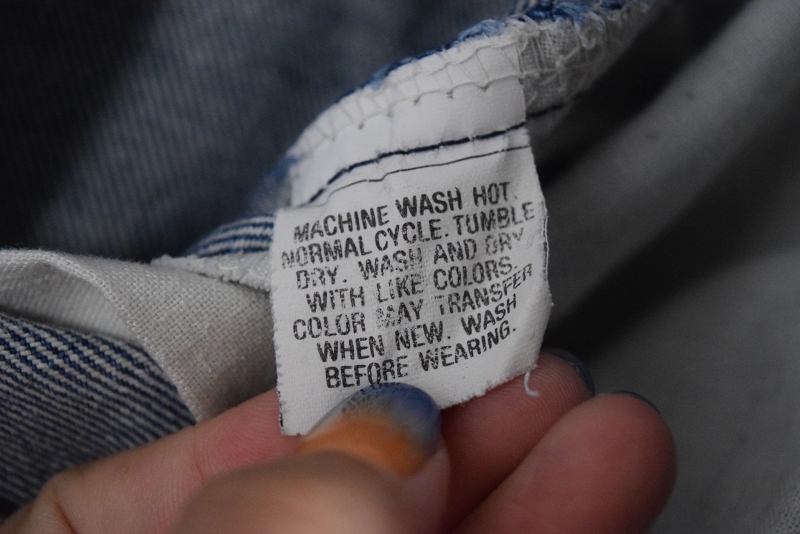 MACHINE WASH HOT
NORMAL CYCLE. TUMBLE
DRY. WASH AND DRY
WITH LIKE COLORS.
COLOR MAY TRANSFER
WHEN NEW. WASH
BEFORE WEARING.